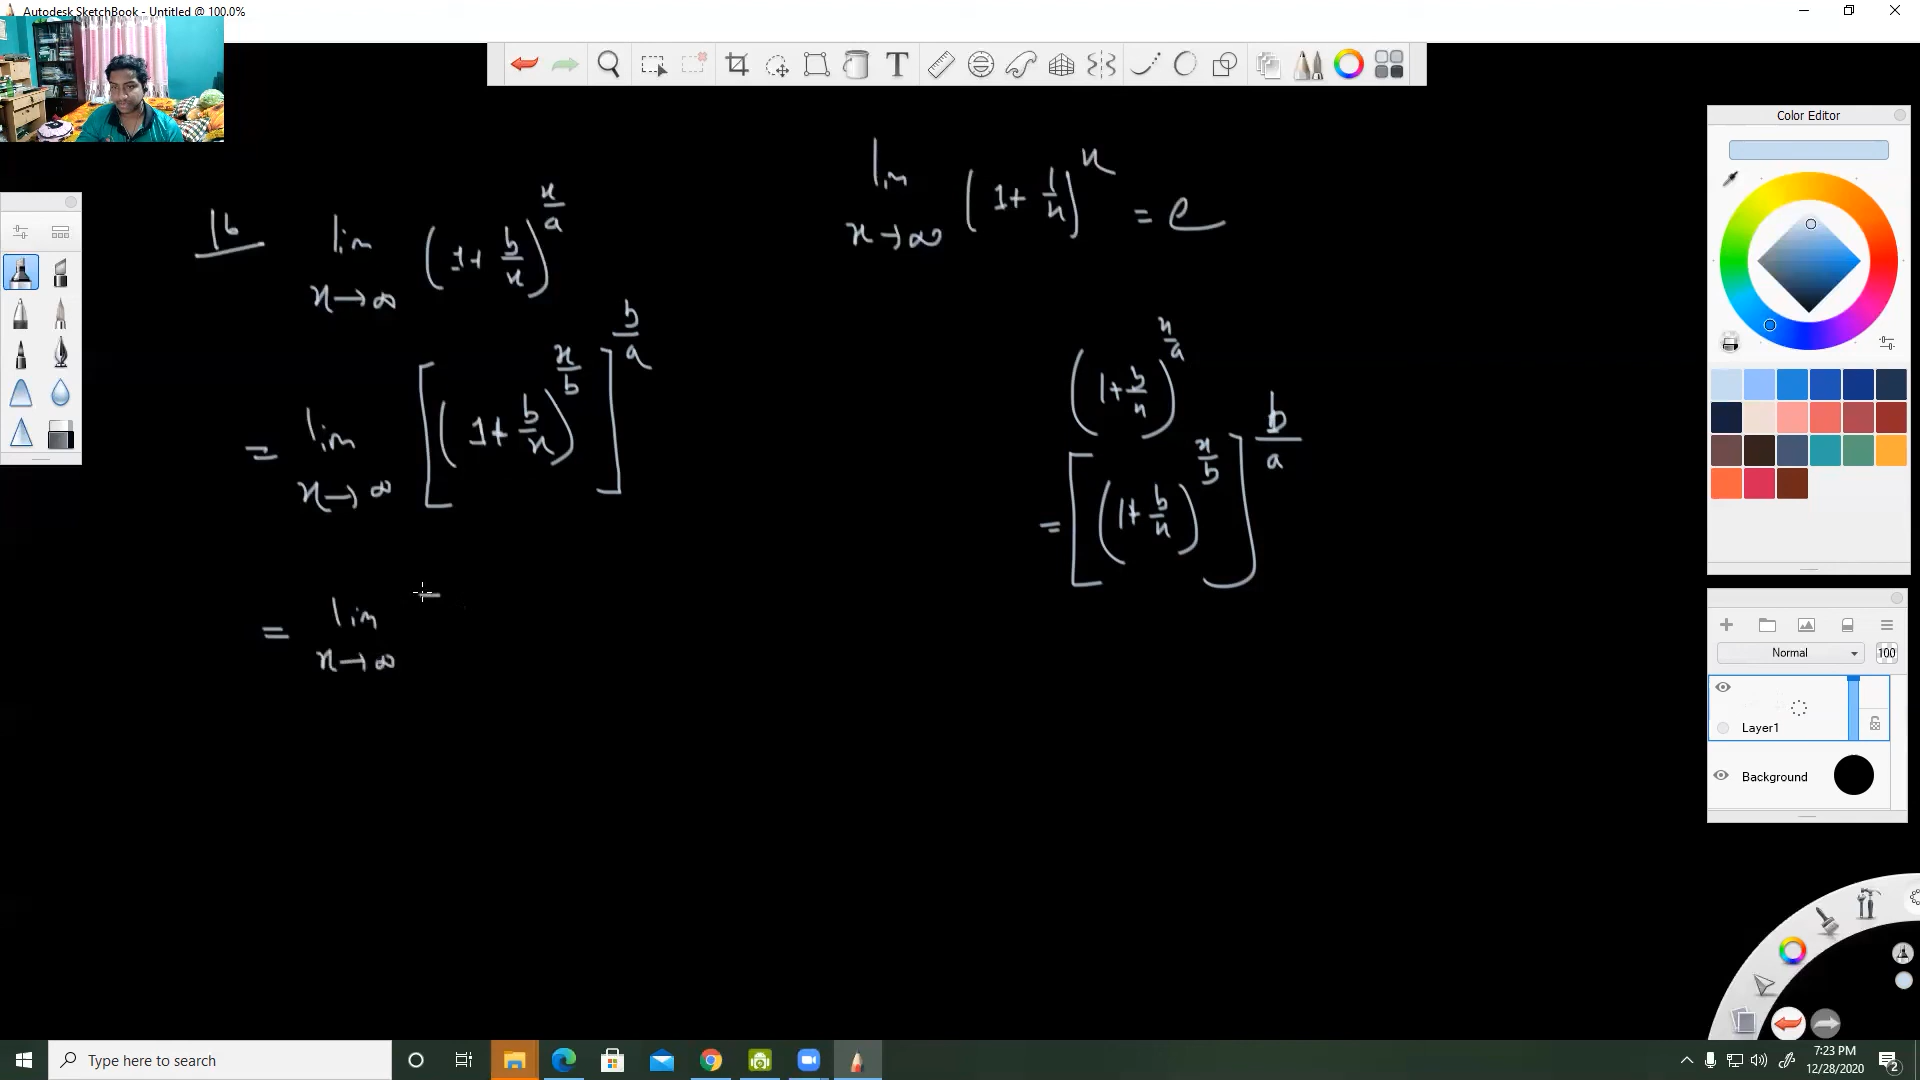 Autodesk SketchBook - Untitled @ 100.0%
T
Color Editor
16 lim x→∞ (1+b/x)^(x/a)
lim x→∞ (1+1/x)^x = e
= lim x→∞ [(1+b/x)^(x/b)]^(b/a)
(1+b/x)^(x/a)
= [(1+b/x)^(x/b)]^(b/a)
= lim x→∞
Normal
100
Layer1
Background
Type here to search
7:23 PM
12/28/2020
2